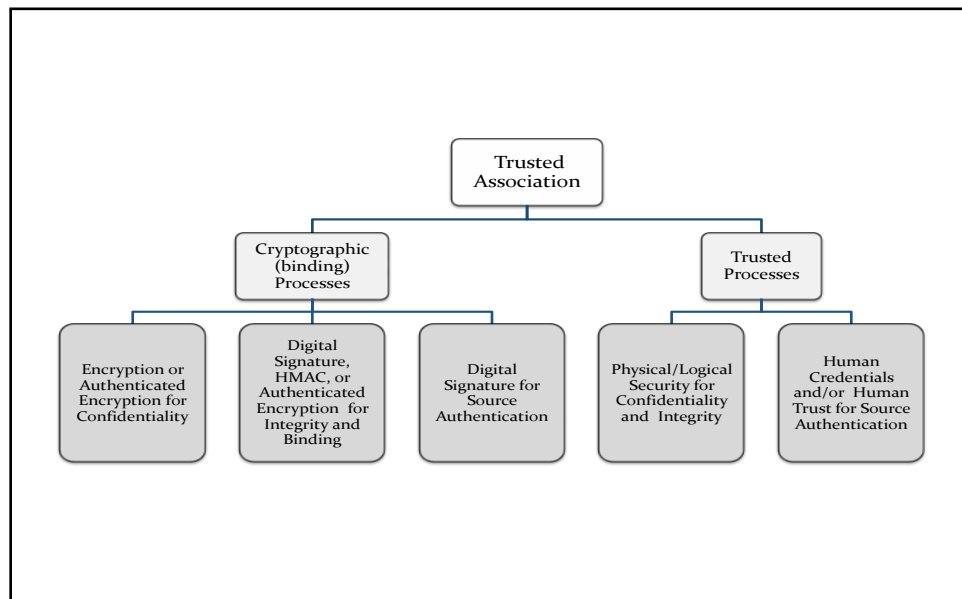 Trusted
Association
Cryptographic
(binding)
Processes
Trusted
Processes
Encryption or
Authenticated
Encryption for
Confidentiality
Digital
Signature,
HMAC, or
Authenticated
Encryption for
Integrity and
Binding
Digital
Signature for
Source
Authentication
Physical/Logical
Security for
Confidentiality
and Integrity
Human
Credentials
and/or Human
Trust for Source
Authentication